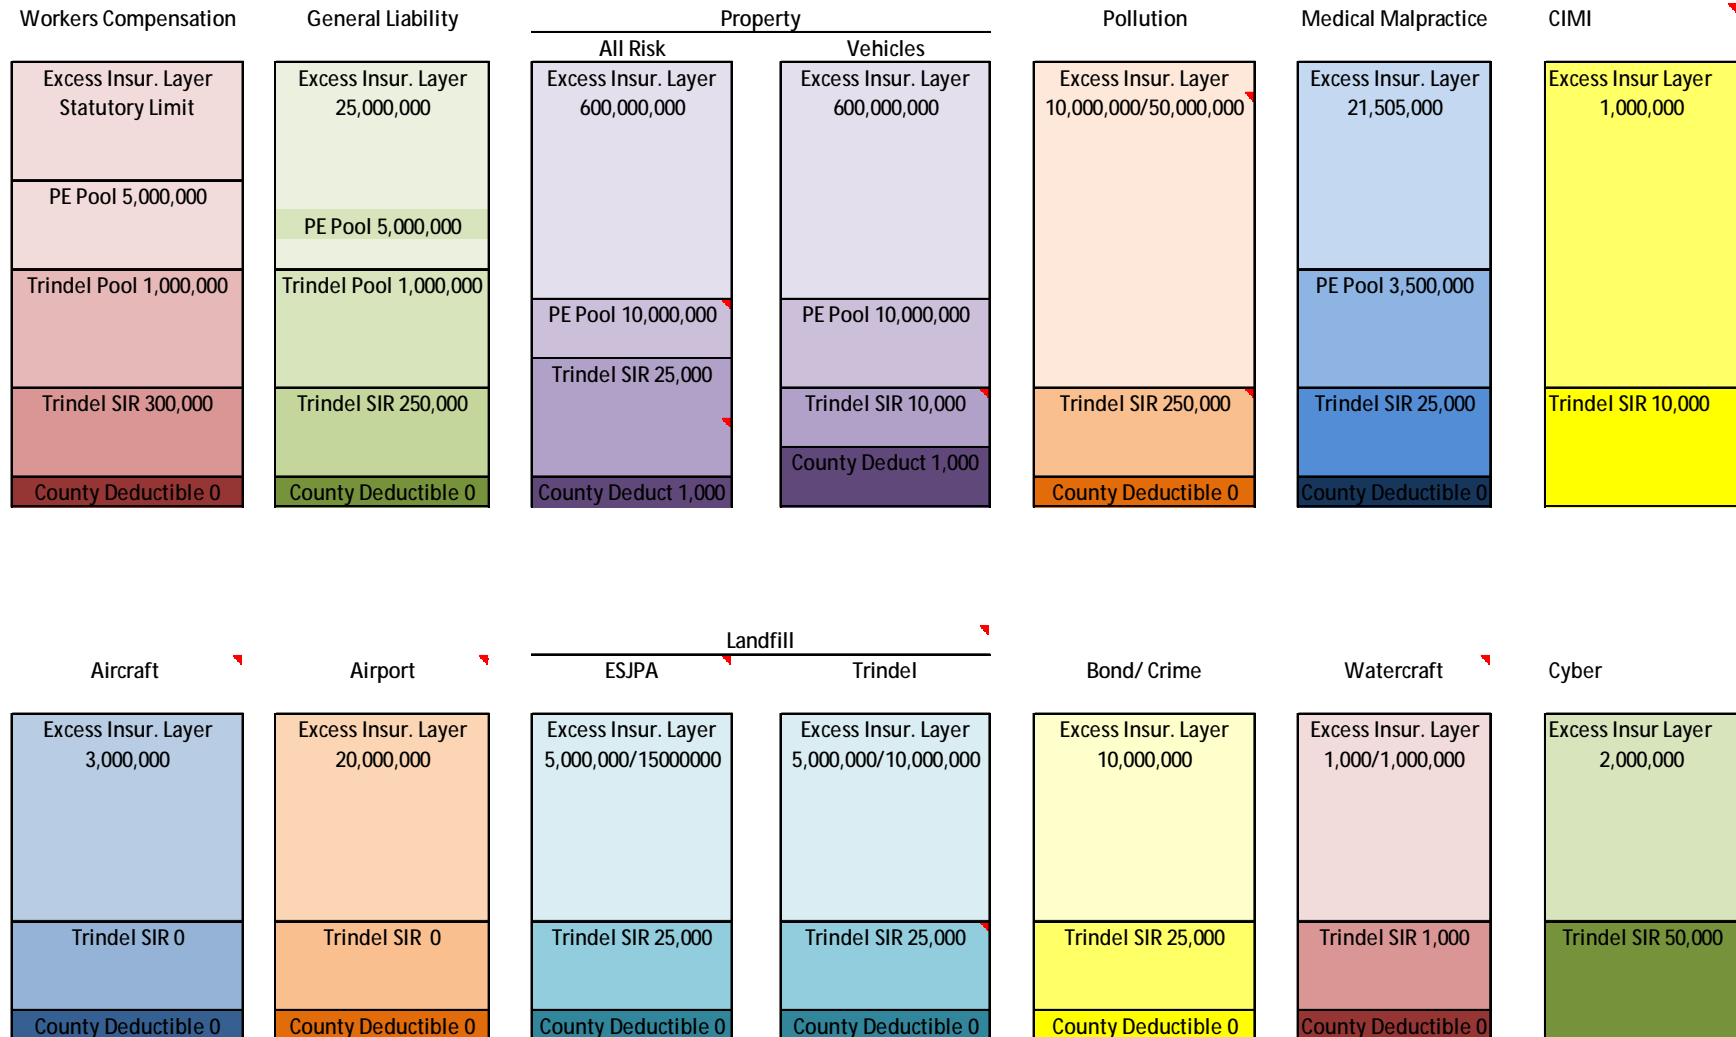 Workers Compensation
General Liability
Property
Pollution
Medical Malpractice
CIMI
All Risk
Vehicles
Excess Insur. Layer
Statutory Limit
PE Pool 5,000,000
Trindel Pool 1,000,000
Trindel SIR 300,000
County Deductible 0
Excess Insur. Layer
25,000,000
PE Pool 5,000,000
Trindel Pool 1,000,000
Trindel SIR 250,000
County Deductible 0
Excess Insur. Layer
600,000,000
PE Pool 10,000,000
Trindel SIR 25,000
County Deduct 1,000
Excess Insur. Layer
600,000,000
PE Pool 10,000,000
Trindel SIR 10,000
County Deduct 1,000
Excess Insur. Layer
10,000,000/50,000,000
Trindel SIR 250,000
County Deductible 0
Excess Insur. Layer
21,505,000
PE Pool 3,500,000
Trindel SIR 25,000
County Deductible 0
Excess Insur Layer
1,000,000
Trindel SIR 10,000
Landfill
Aircraft
Airport
ESJPA
Trindel
Bond/ Crime
Watercraft
Cyber
Excess Insur. Layer
3,000,000
Trindel SIR 0
County Deductible 0
Excess Insur. Layer
20,000,000
Trindel SIR 0
County Deductible 0
Excess Insur. Layer
5,000,000/15000000
Trindel SIR 25,000
County Deductible 0
Excess Insur. Layer
5,000,000/10,000,000
Trindel SIR 25,000
County Deductible 0
Excess Insur. Layer
10,000,000
Trindel SIR 25,000
County Deductible 0
Excess Insur. Layer
1,000/1,000,000
Trindel SIR 1,000
County Deductible 0
Excess Insur Layer
2,000,000
Trindel SIR 50,000